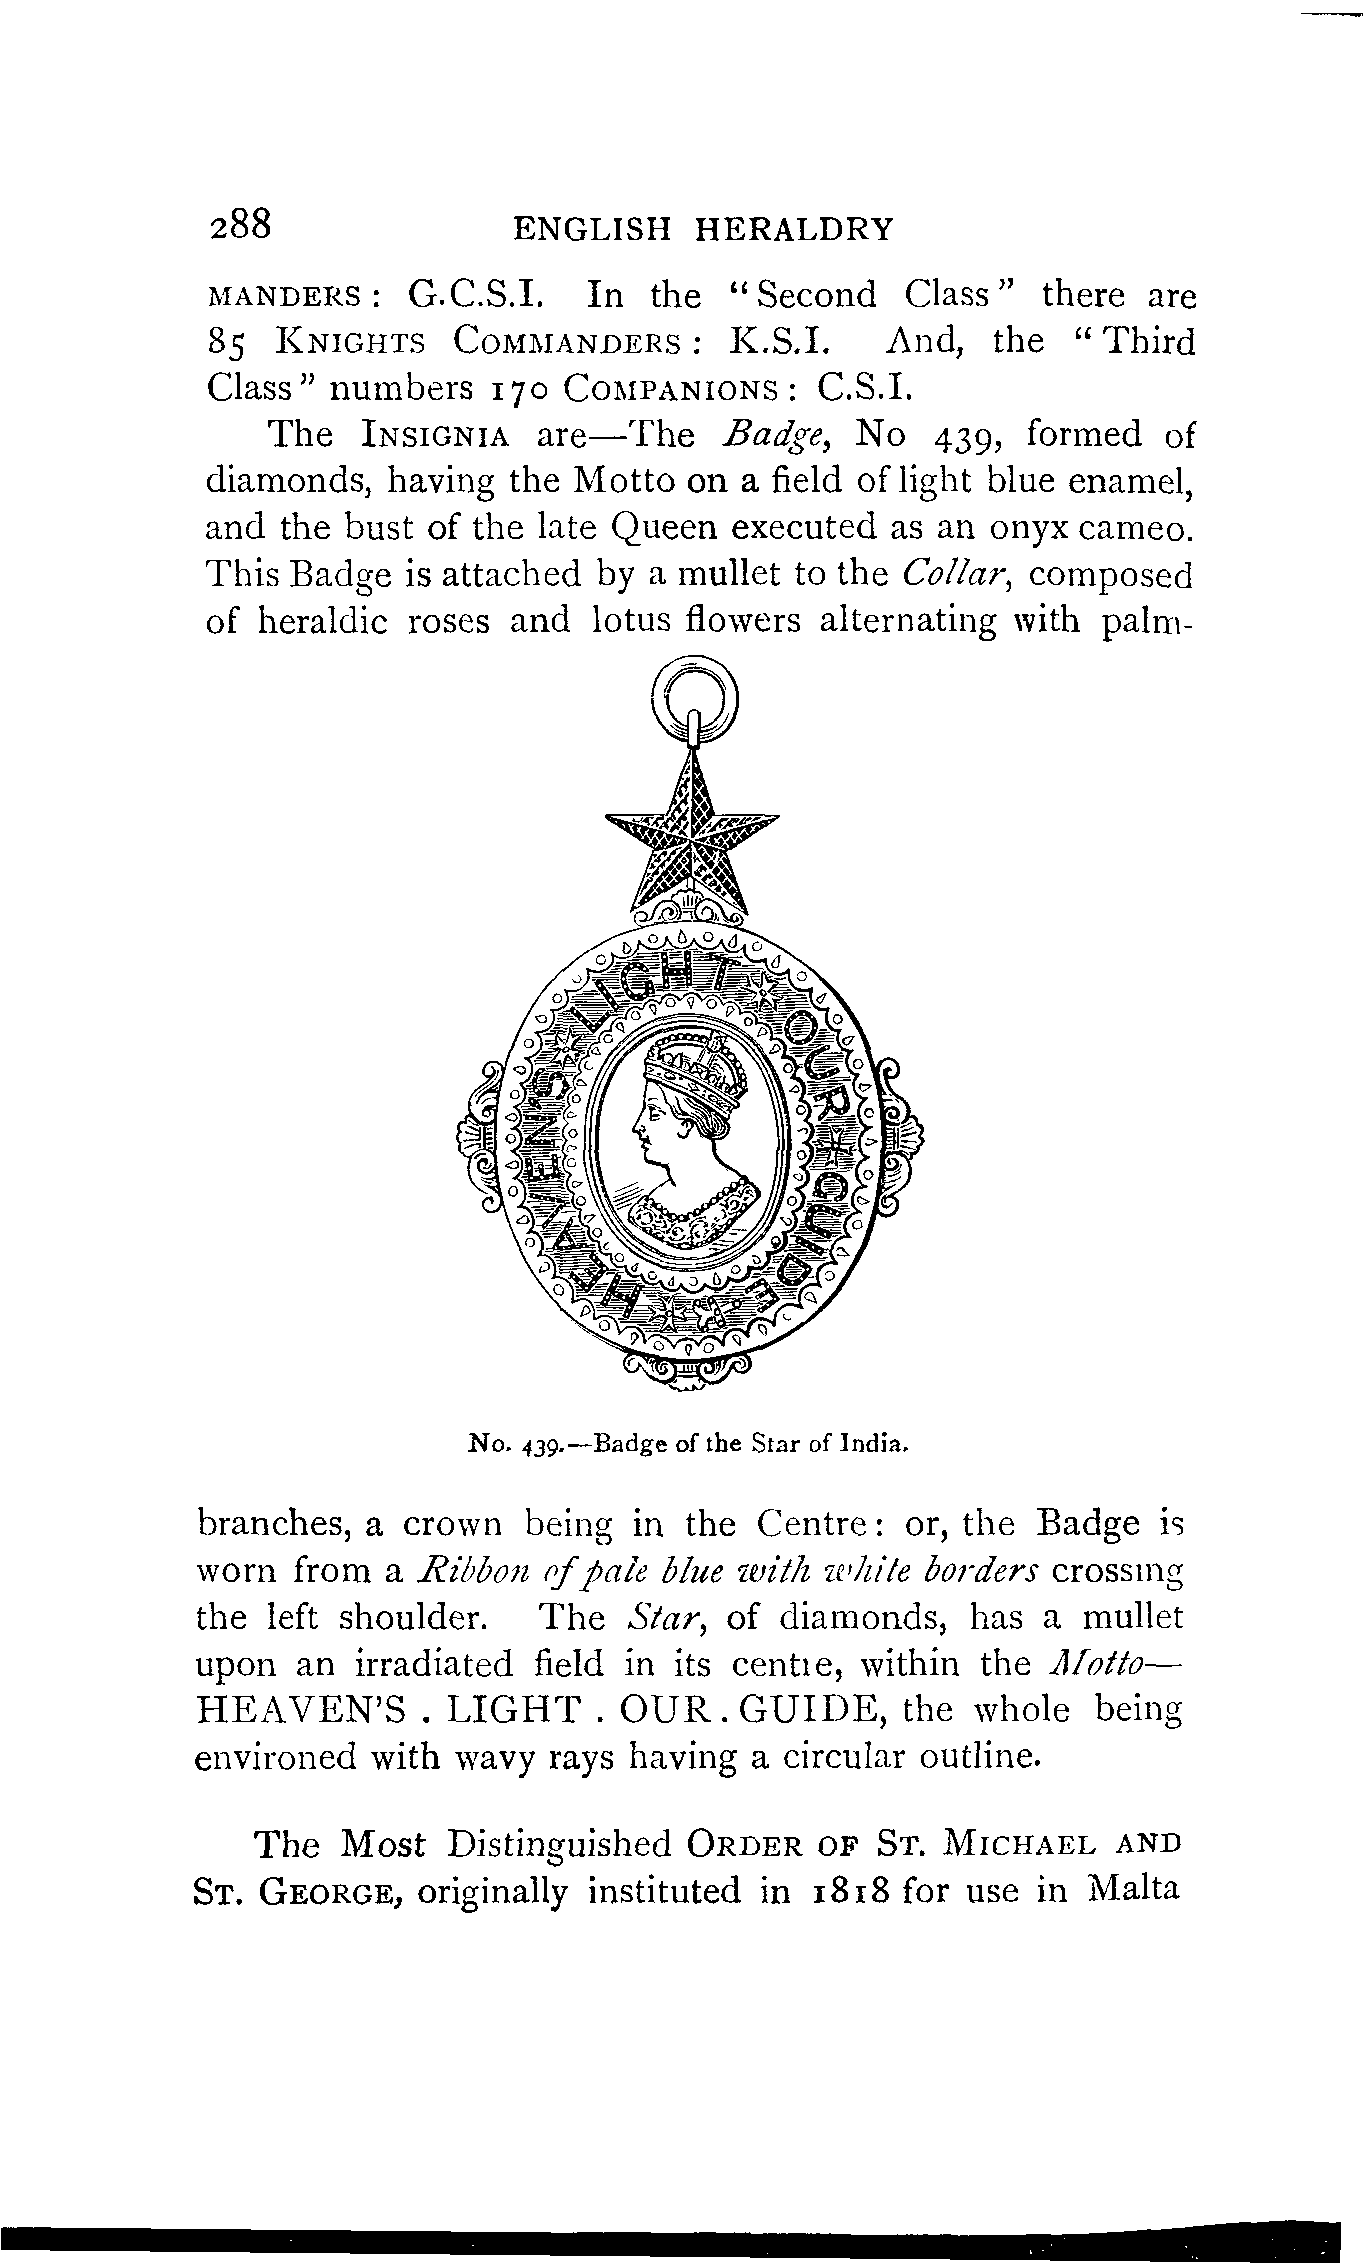 288 ENGLISH HERALDRY
MANDERS: G.C.S.I. In the “Second Class” there are
85 KNIGHTS COMMANDERS: K.S.I. And, the “Third
Class” numbers 170 COMPANIONS: C.S.I.
The INSIGNIA are—The Badge, No 439, formed of
diamonds, having the Motto on a field of light blue enamel,
and the bust of the late Queen executed as an onyx cameo.
This Badge is attached by a mullet to the Collar, composed
of heraldic roses and lotus flowers alternating with palm-
HEAVEN'S LIGHT OUR GUIDE
No. 439.—Badge of the Star of India.
branches, a crown being in the Centre: or, the Badge is
worn from a Ribbon of pale blue with white borders crossing
the left shoulder. The Star, of diamonds, has a mullet
upon an irradiated field in its centre, within the Motto—
HEAVEN'S . LIGHT . OUR . GUIDE, the whole being
environed with wavy rays having a circular outline.
The Most Distinguished ORDER OF ST. MICHAEL AND
ST. GEORGE, originally instituted in 1818 for use in Malta